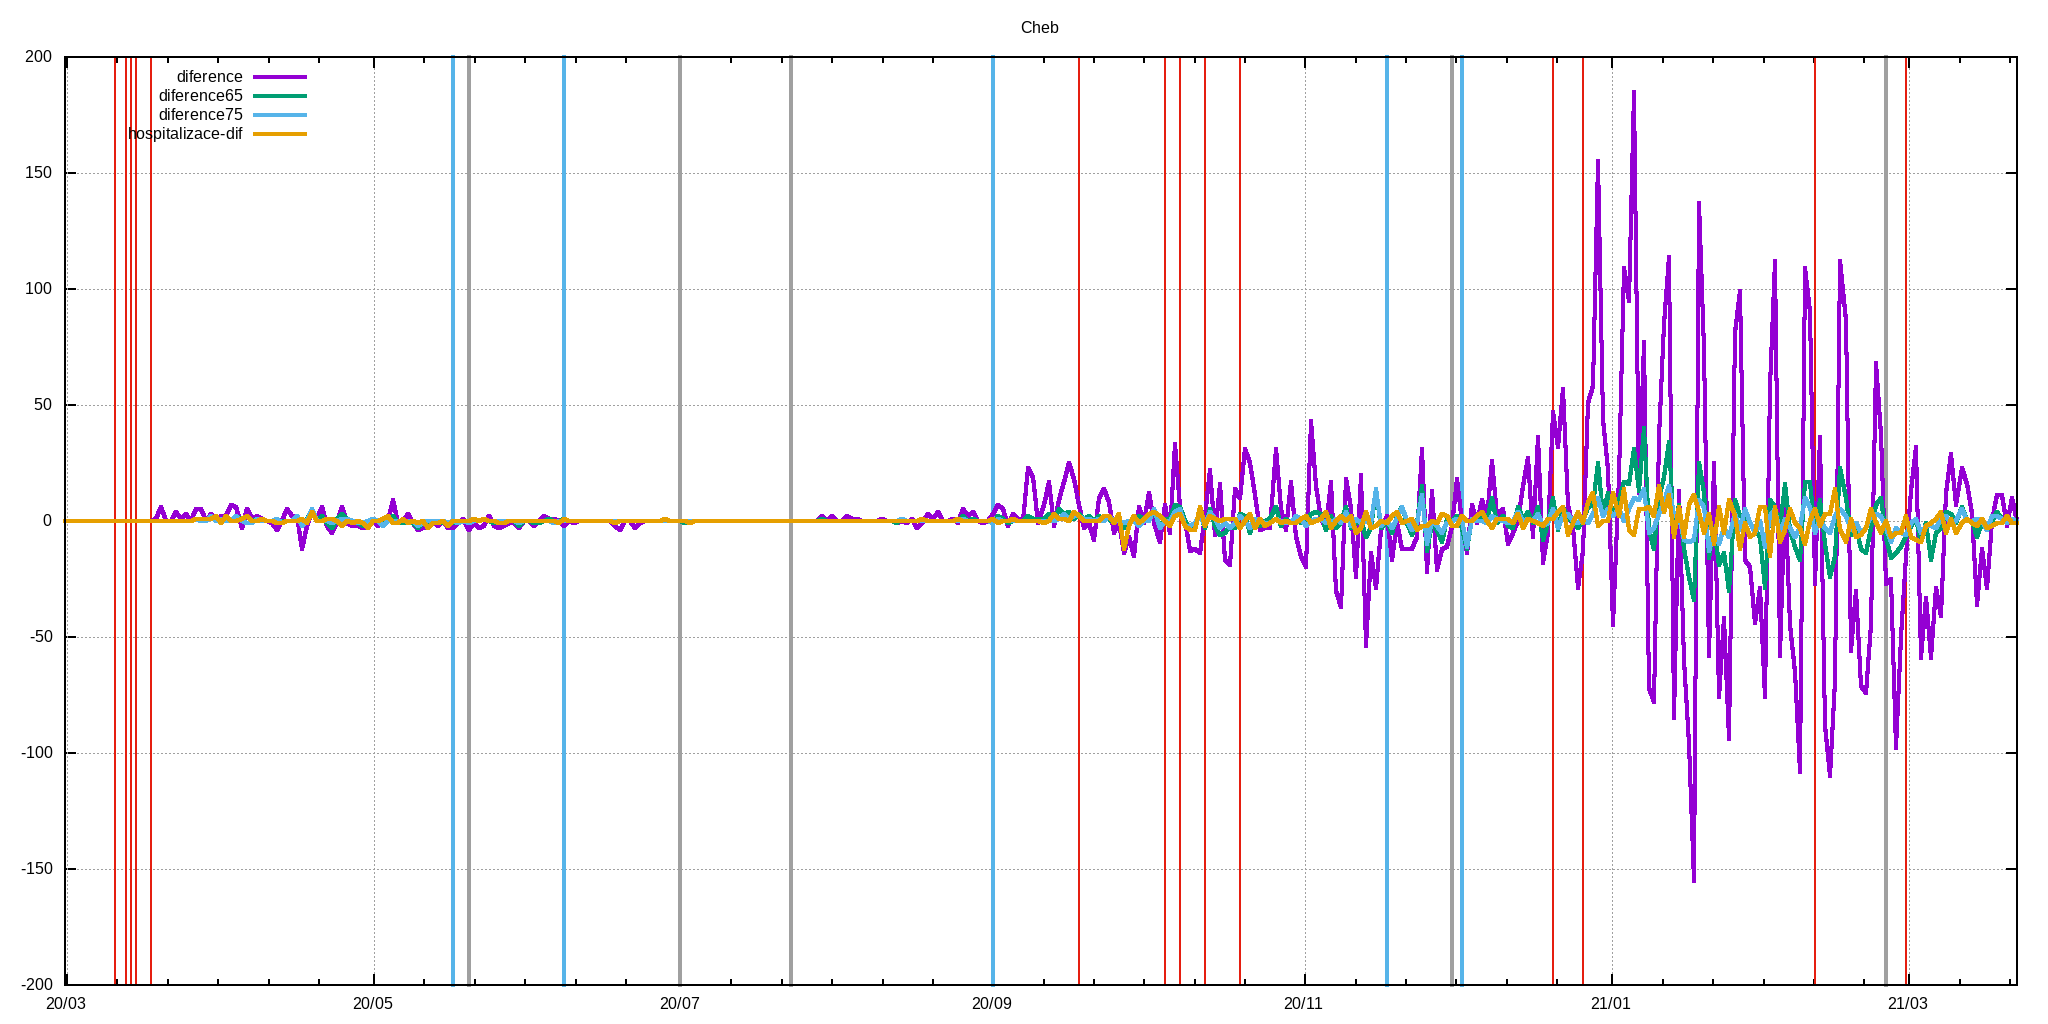 Cheb
200
150
100
50
0
-50
-100
-150
-200
diference
diference65
diference75
hospitalizace-dif
20/03 20/05 20/07 20/09 20/11 21/01 21/03